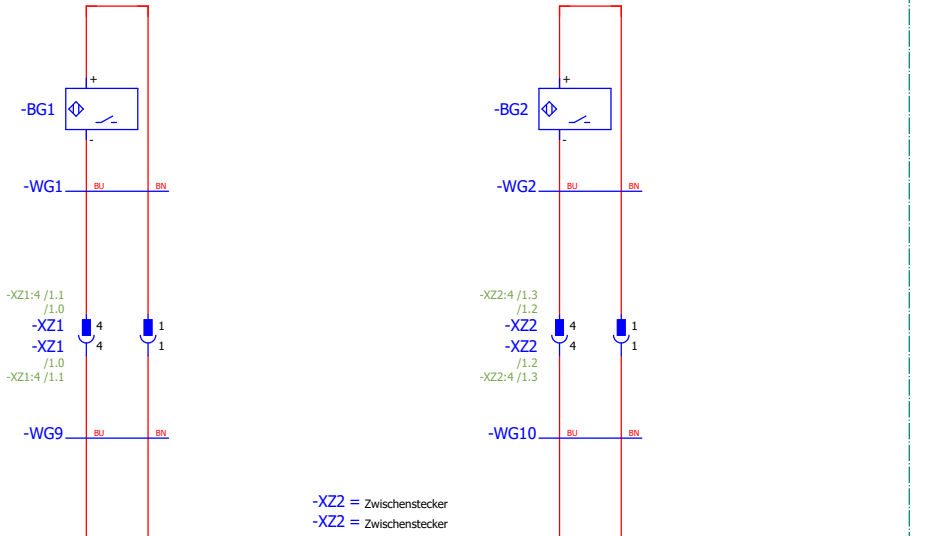 + +
-BG1 -BG2
- -
-WG1 BU BN -WG2 BU BN
-XZ1:4 /1.1 -XZ2:4 /1.3
/1.0 /1.2
-XZ1 4 1 -XZ2 4 1
-XZ1 4 1 -XZ2 4 1
/1.0 /1.2
-XZ1:4 /1.1 -XZ2:4 /1.3
-WG9 BU BN -WG10 BU BN
-XZ2 = Zwischenstecker
-XZ2 = Zwischenstecker